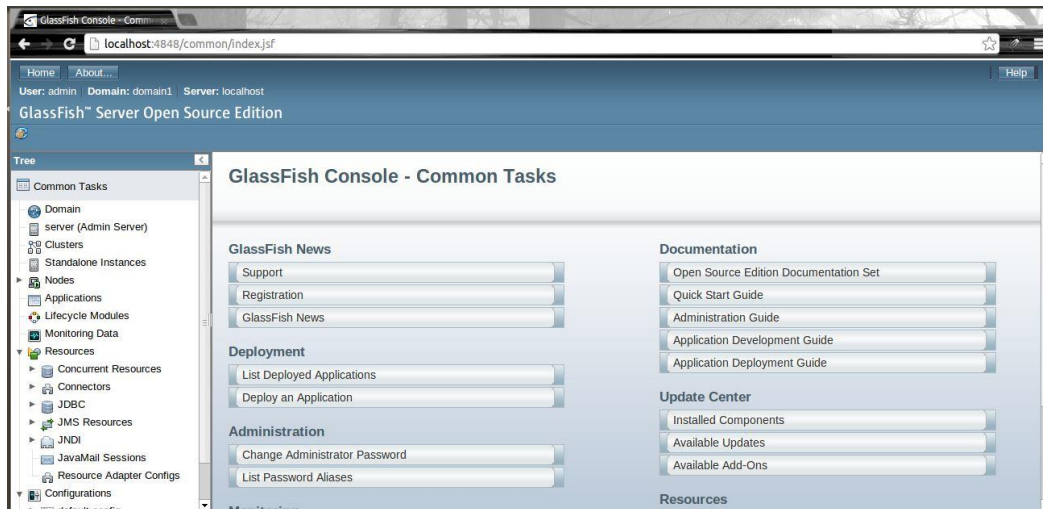 GlassFish Console - Comm
localhost:4848/common/index.jsf
Home About... Help
User: admin Domain: domain1 Server: localhost
GlassFish™ Server Open Source Edition
Tree
Common Tasks
Domain
server (Admin Server)
Clusters
Standalone Instances
Nodes
Applications
Lifecycle Modules
Monitoring Data
Resources
Concurrent Resources
Connectors
JDBC
JMS Resources
JNDI
JavaMail Sessions
Resource Adapter Configs
Configurations
default-config
GlassFish Console - Common Tasks
GlassFish News
Support
Registration
GlassFish News
Deployment
List Deployed Applications
Deploy an Application
Administration
Change Administrator Password
List Password Aliases
Monitoring
Documentation
Open Source Edition Documentation Set
Quick Start Guide
Administration Guide
Application Development Guide
Application Deployment Guide
Update Center
Installed Components
Available Updates
Available Add-Ons
Resources